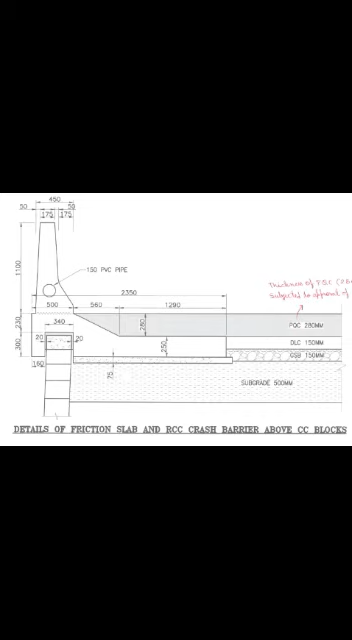 450
50
50
175
175
1100
150 PVC PIPE
2350
500
560
1290
Thickness of P.Q.C
subjected to approval of
230
340
280
PQC 280MM
20
20
250
DLC 150MM
300
GSB 150MM
160
75
SUBGRADE 500MM
DETAILS OF FRICTION SLAB AND RCC CRASH BARRIER ABOVE CC BLOCKS